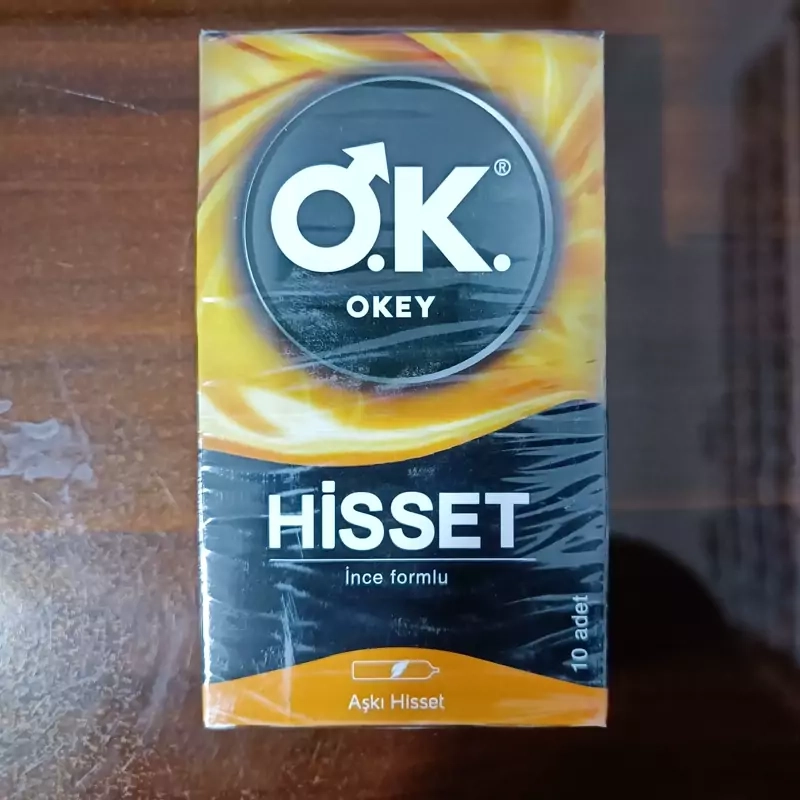 O.K.®
OKEY
HİSSET
İnce formlu
10 adet
Aşkı Hisset